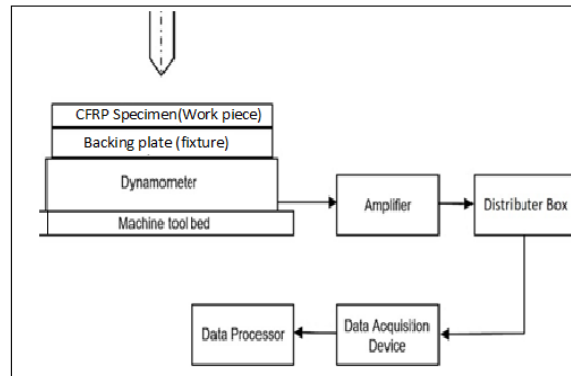 CFRP Specimen(Work piece)
Backing plate (fixture)
Dynamometer
Machine tool bed
Amplifier
Distributer Box
Data Processor
Data Acquisition
Device